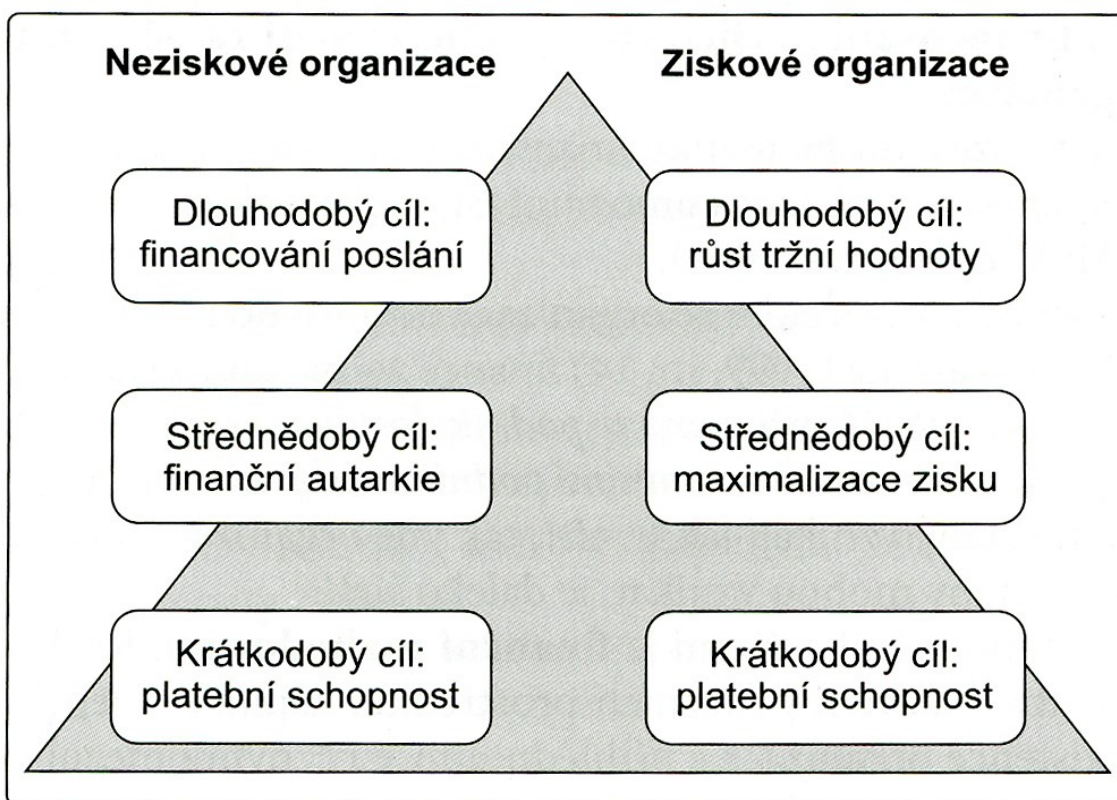 Neziskové organizace
Ziskové organizace
Dlouhodobý cíl:
financování poslání
Dlouhodobý cíl:
růst tržní hodnoty
Střednědobý cíl:
finanční autarkie
Střednědobý cíl:
maximalizace zisku
Krátkodobý cíl:
platební schopnost
Krátkodobý cíl:
platební schopnost